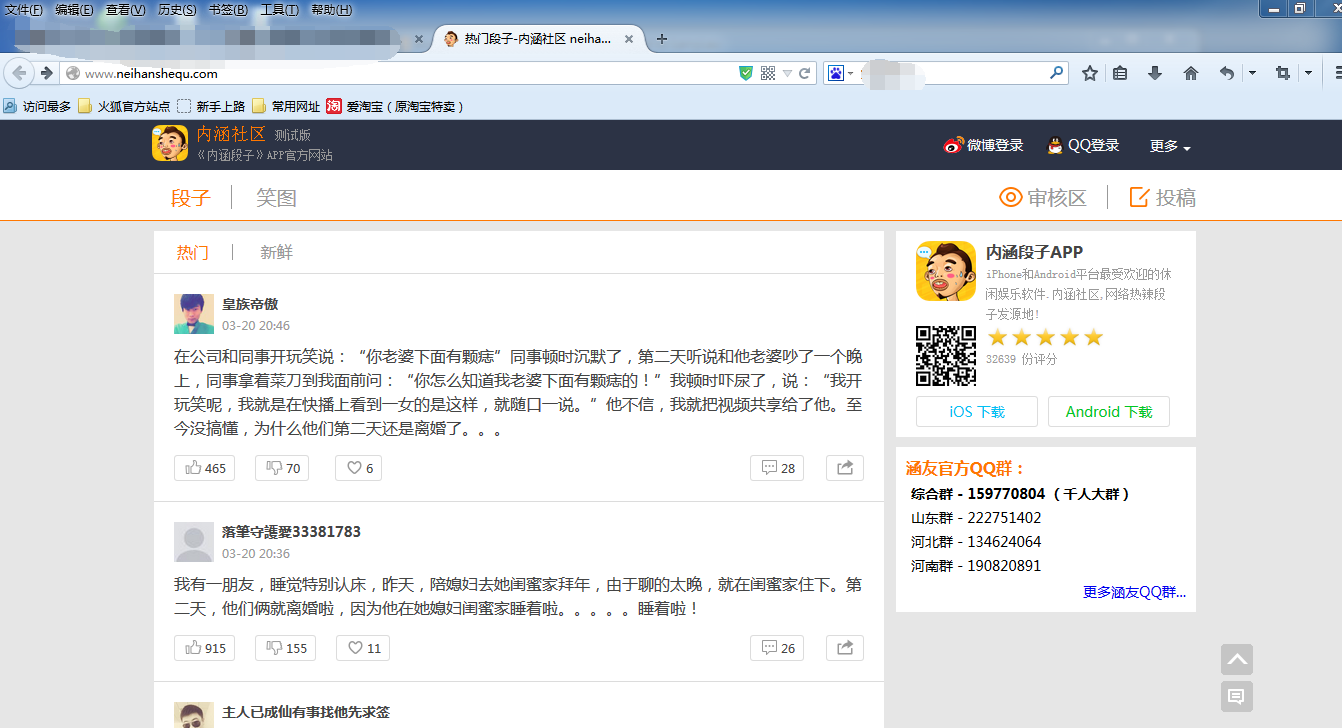 文件(F) 编辑(E) 查看(V) 历史(S) 书签(B) 工具(T) 帮助(H)
热门段子-内涵社区 neiha...
www.neihanshequ.com
访问最多 火狐官方站点 新手上路 常用网址 淘 爱淘宝（原淘宝特卖）
内涵社区 测试版
《内涵段子》APP官方网站
微博登录 QQ登录 更多
段子 笑图 审核区 投稿
热门 新鲜
皇族帝傲
03-20 20:46
在公司和同事开玩笑说：“你老婆下面有颗痣”同事顿时沉默了，第二天听说和他老婆吵了一个晚
上，同事拿着菜刀到我面前问：“你怎么知道我老婆下面有颗痣的！”我顿时吓尿了，说：“我开
玩笑呢，我就是在快播上看到一女的是这样，就随口一说。”他不信，我就把视频共享给了他。至
今没搞懂，为什么他们第二天还是离婚了。。。
465 70 6 28
落筆守護愛33381783
03-20 20:36
我有一朋友，睡觉特别认床，昨天，陪媳妇去她闺蜜家拜年，由于聊的太晚，就在闺蜜家住下。第
二天，他们俩就离婚啦，因为他在她媳妇闺蜜家睡着啦。。。。。睡着啦！
915 155 11 26
主人已成仙有事找他先求签
内涵段子APP
iPhone和Android平台最受欢迎的休
闲娱乐软件.内涵社区,网络热辣段
子发源地!
32639 份评分
iOS 下载 Android 下载
涵友官方QQ群：
综合群 - 159770804 （千人大群）
山东群 - 222751402
河北群 - 134624064
河南群 - 190820891
更多涵友QQ群...